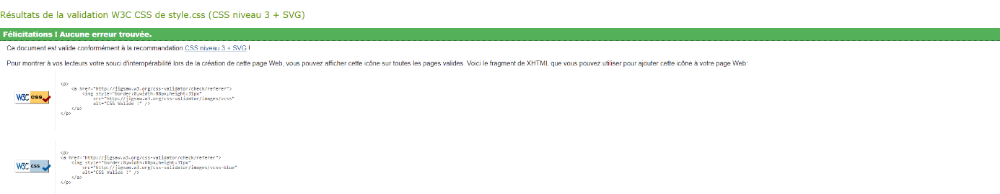 Résultats de la validation W3C CSS de style.css (CSS niveau 3 + SVG)
Félicitations ! Aucune erreur trouvée.
Ce document est valide conformément à la recommandation CSS niveau 3 + SVG !
Pour montrer à vos lecteurs votre souci d'interopérabilité lors de la création de cette page Web, vous pouvez afficher cette icône sur toutes les pages valides. Voici le fragment de XHTML que vous pouvez utiliser pour ajouter cette icône à votre page Web:
W3C css
<p>
<a href="http://jigsaw.w3.org/css-validator/check/referer">
<img style="border:0;width:88px;height:31px"
src="http://jigsaw.w3.org/css-validator/images/vcss"
alt="CSS Valide !" />
</a>
</p>
W3C css
<p>
<a href="http://jigsaw.w3.org/css-validator/check/referer">
<img style="border:0;width:88px;height:31px"
src="http://jigsaw.w3.org/css-validator/images/vcss-blue"
alt="CSS Valide !" />
</a>
</p>